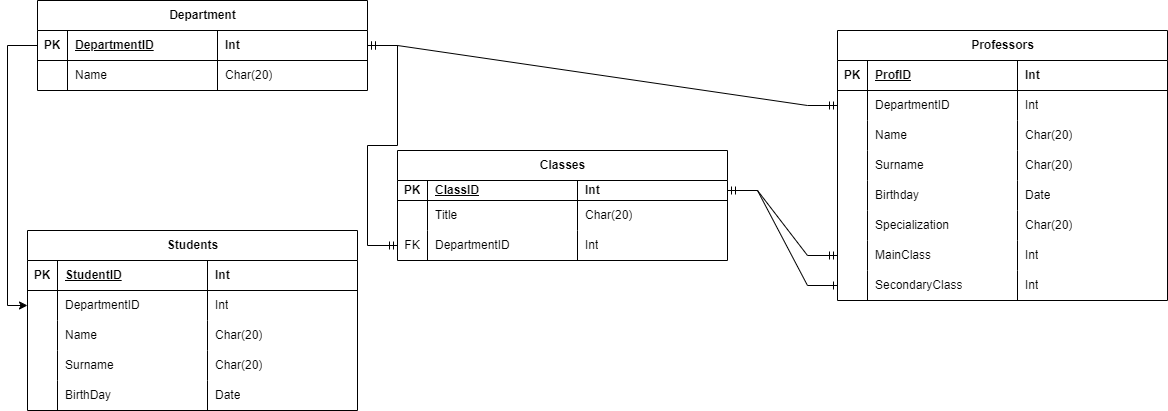 Department
PK DepartmentID Int
Name Char(20)
Professors
PK ProfID Int
DepartmentID Int
Name Char(20)
Surname Char(20)
Birthday Date
Specialization Char(20)
MainClass Int
SecondaryClass Int
Classes
PK ClassID Int
Title Char(20)
FK DepartmentID Int
Students
PK StudentID Int
DepartmentID Int
Name Char(20)
Surname Char(20)
BirthDay Date